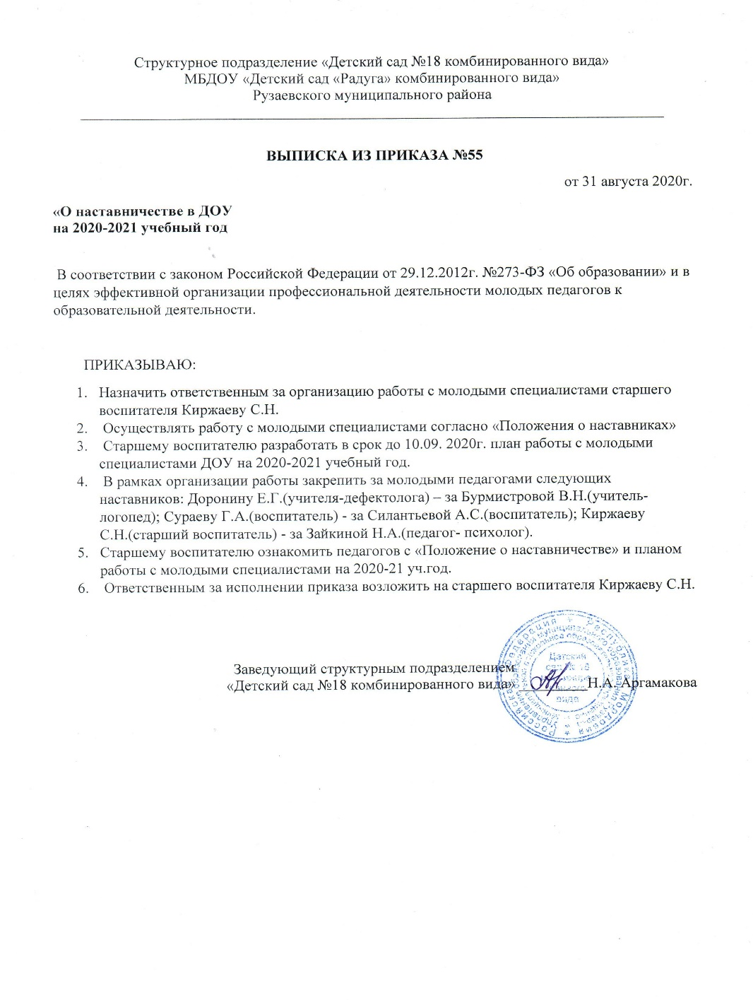 Структурное подразделение «Детский сад №18 комбинированного вида»
МБДОУ «Детский сад «Радуга» комбинированного вида»
Рузаевского муниципального района
ВЫПИСКА ИЗ ПРИКАЗА №55
от 31 августа 2020г.
«О наставничестве в ДОУ
на 2020-2021 учебный год
В соответствии с законом Российской Федерации от 29.12.2012г. №273-ФЗ «Об образовании» и в
целях эффективной организации профессиональной деятельности молодых педагогов к
образовательной деятельности.
ПРИКАЗЫВАЮ:
1. Назначить ответственным за организацию работы с молодыми специалистами старшего
воспитателя Киржаеву С.Н.
2. Осуществлять работу с молодыми специалистами согласно «Положения о наставниках»
3. Старшему воспитателю разработать в срок до 10.09. 2020г. план работы с молодыми
специалистами ДОУ на 2020-2021 учебный год.
4. В рамках организации работы закрепить за молодыми педагогами следующих
наставников: Доронину Е.Г.(учителя-дефектолога) – за Бурмистровой В.Н.(учитель-
логопед); Сураеву Г.А.(воспитатель) - за Силантьевой А.С.(воспитатель); Киржаеву
С.Н.(старший воспитатель) - за Зайкиной Н.А.(педагог- психолог).
5. Старшему воспитателю ознакомить педагогов с «Положение о наставничестве» и планом
работы с молодыми специалистами на 2020-21 уч.год.
6. Ответственным за исполнении приказа возложить на старшего воспитателя Киржаеву С.Н.
Заведующий структурным подразделением
«Детский сад №18 комбинированного вида» _________Н.А. Аргамакова
Российская Федерация * Республика Мордовия *
Детский
вида